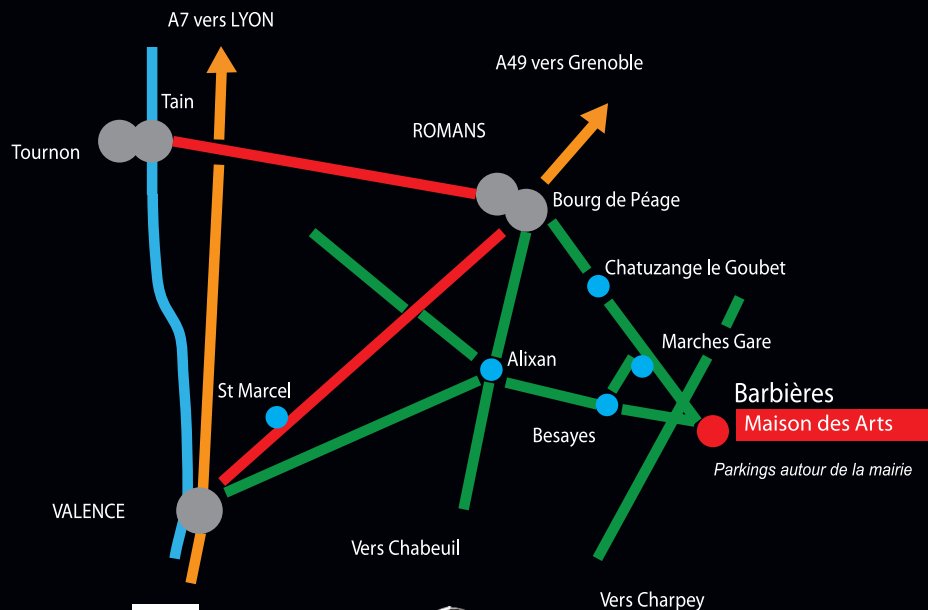 A7 vers LYON
A49 vers Grenoble
Tain
ROMANS
Tournon
Bourg de Péage
Chatuzange le Goubet
Marches Gare
Alixan
St Marcel
Barbières
Maison des Arts
Besayes
Parkings autour de la mairie
VALENCE
Vers Chabeuil
Vers Charpey